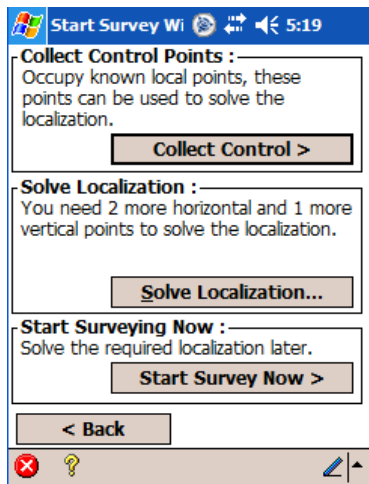 Start Survey Wi 5:19
Collect Control Points :
Occupy known local points, these
points can be used to solve the
localization.
Collect Control >
Solve Localization :
You need 2 more horizontal and 1 more
vertical points to solve the localization.
Solve Localization...
Start Surveying Now :
Solve the required localization later.
Start Survey Now >
< Back